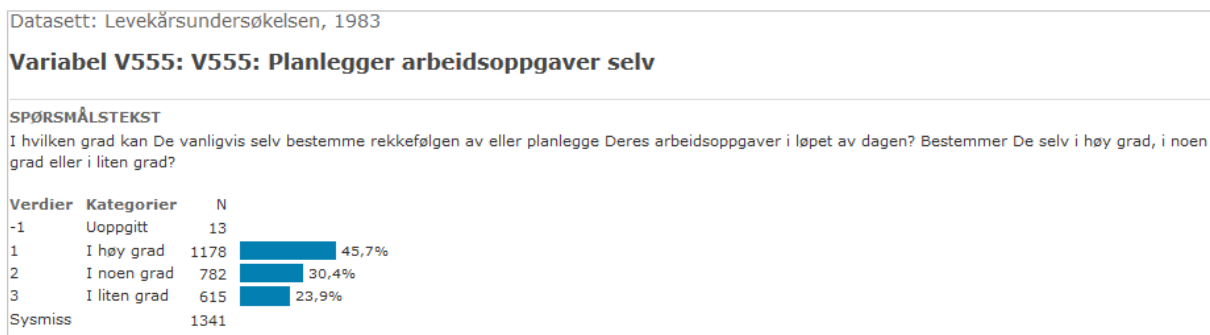 Datasett: Levekårsundersøkelsen, 1983
Variabel V555: V555: Planlegger arbeidsoppgaver selv
SPØRSMÅLSTEKST
I hvilken grad kan De vanligvis selv bestemme rekkefølgen av eller planlegge Deres arbeidsoppgaver i løpet av dagen? Bestemmer De selv i høy grad, i noen
grad eller i liten grad?
Verdier Kategorier N
-1 Uoppgitt 13
1 I høy grad 1178 45,7%
2 I noen grad 782 30,4%
3 I liten grad 615 23,9%
Sysmiss 1341